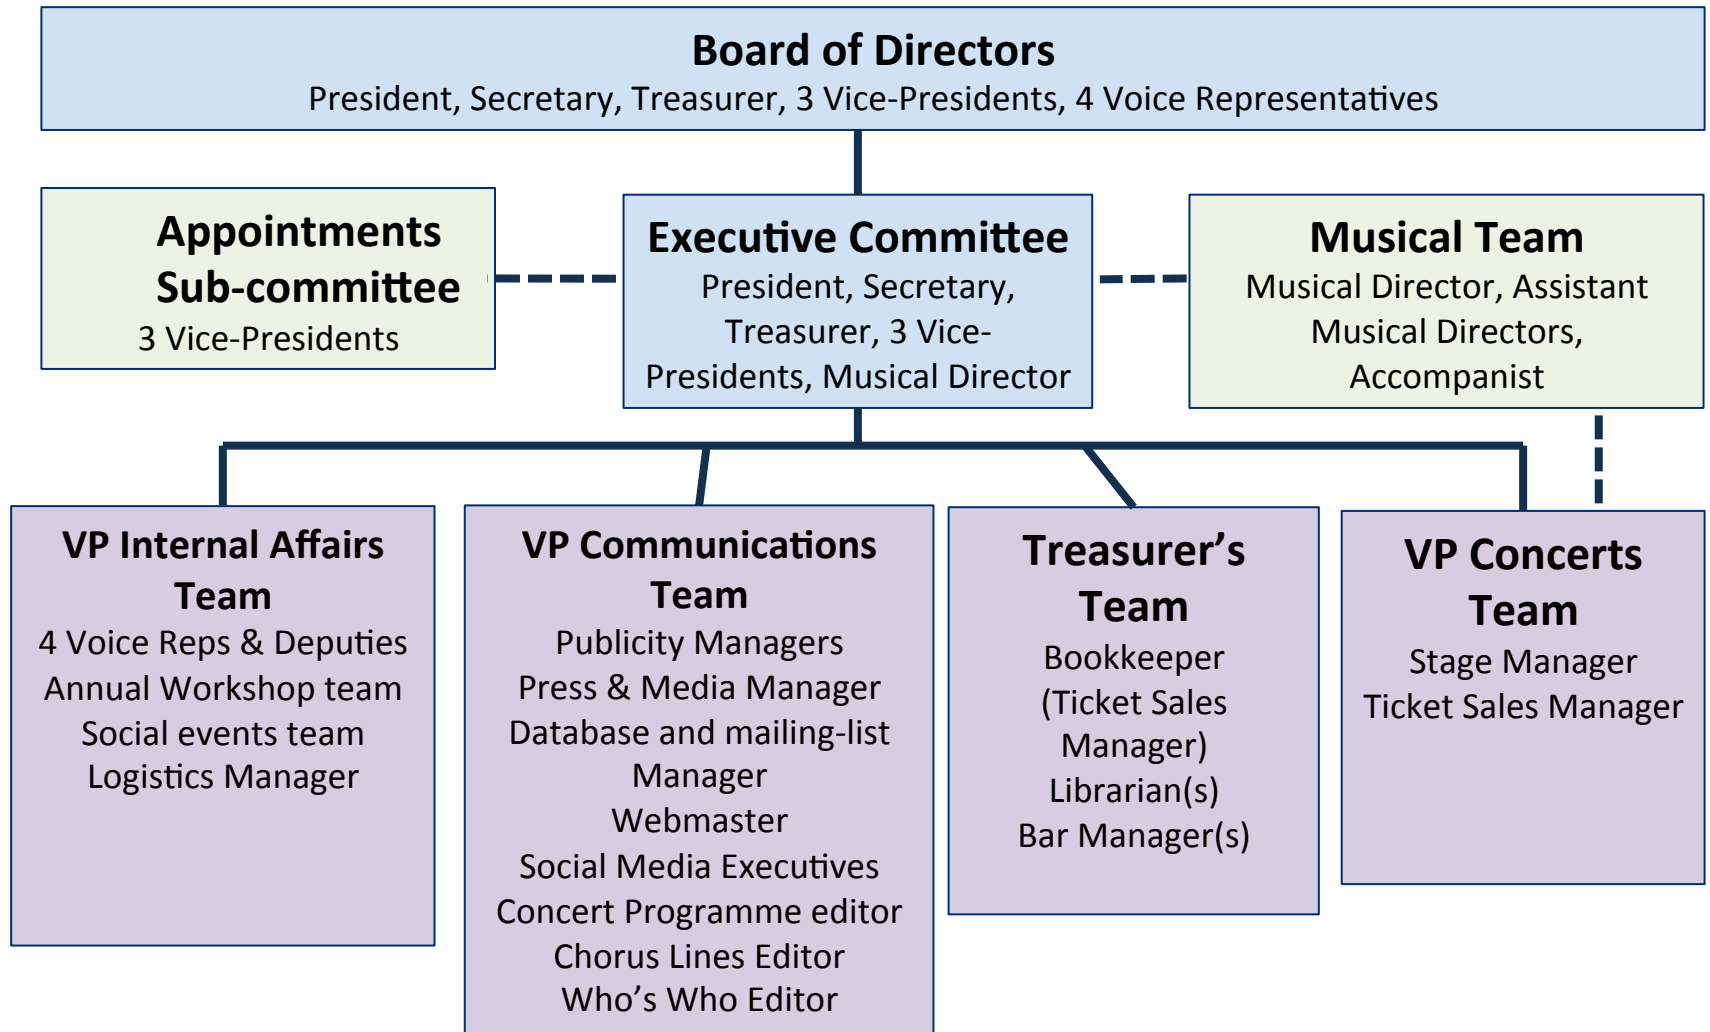 Board of Directors
President, Secretary, Treasurer, 3 Vice-Presidents, 4 Voice Representatives
Appointments
Sub-committee
3 Vice-Presidents
Executive Committee
President, Secretary,
Treasurer, 3 Vice-
Presidents, Musical Director
Musical Team
Musical Director, Assistant
Musical Directors,
Accompanist
VP Internal Affairs
Team
4 Voice Reps & Deputies
Annual Workshop team
Social events team
Logistics Manager
VP Communications
Team
Publicity Managers
Press & Media Manager
Database and mailing-list
Manager
Webmaster
Social Media Executives
Concert Programme editor
Chorus Lines Editor
Who’s Who Editor
Treasurer’s
Team
Bookkeeper
(Ticket Sales
Manager)
Librarian(s)
Bar Manager(s)
VP Concerts
Team
Stage Manager
Ticket Sales Manager